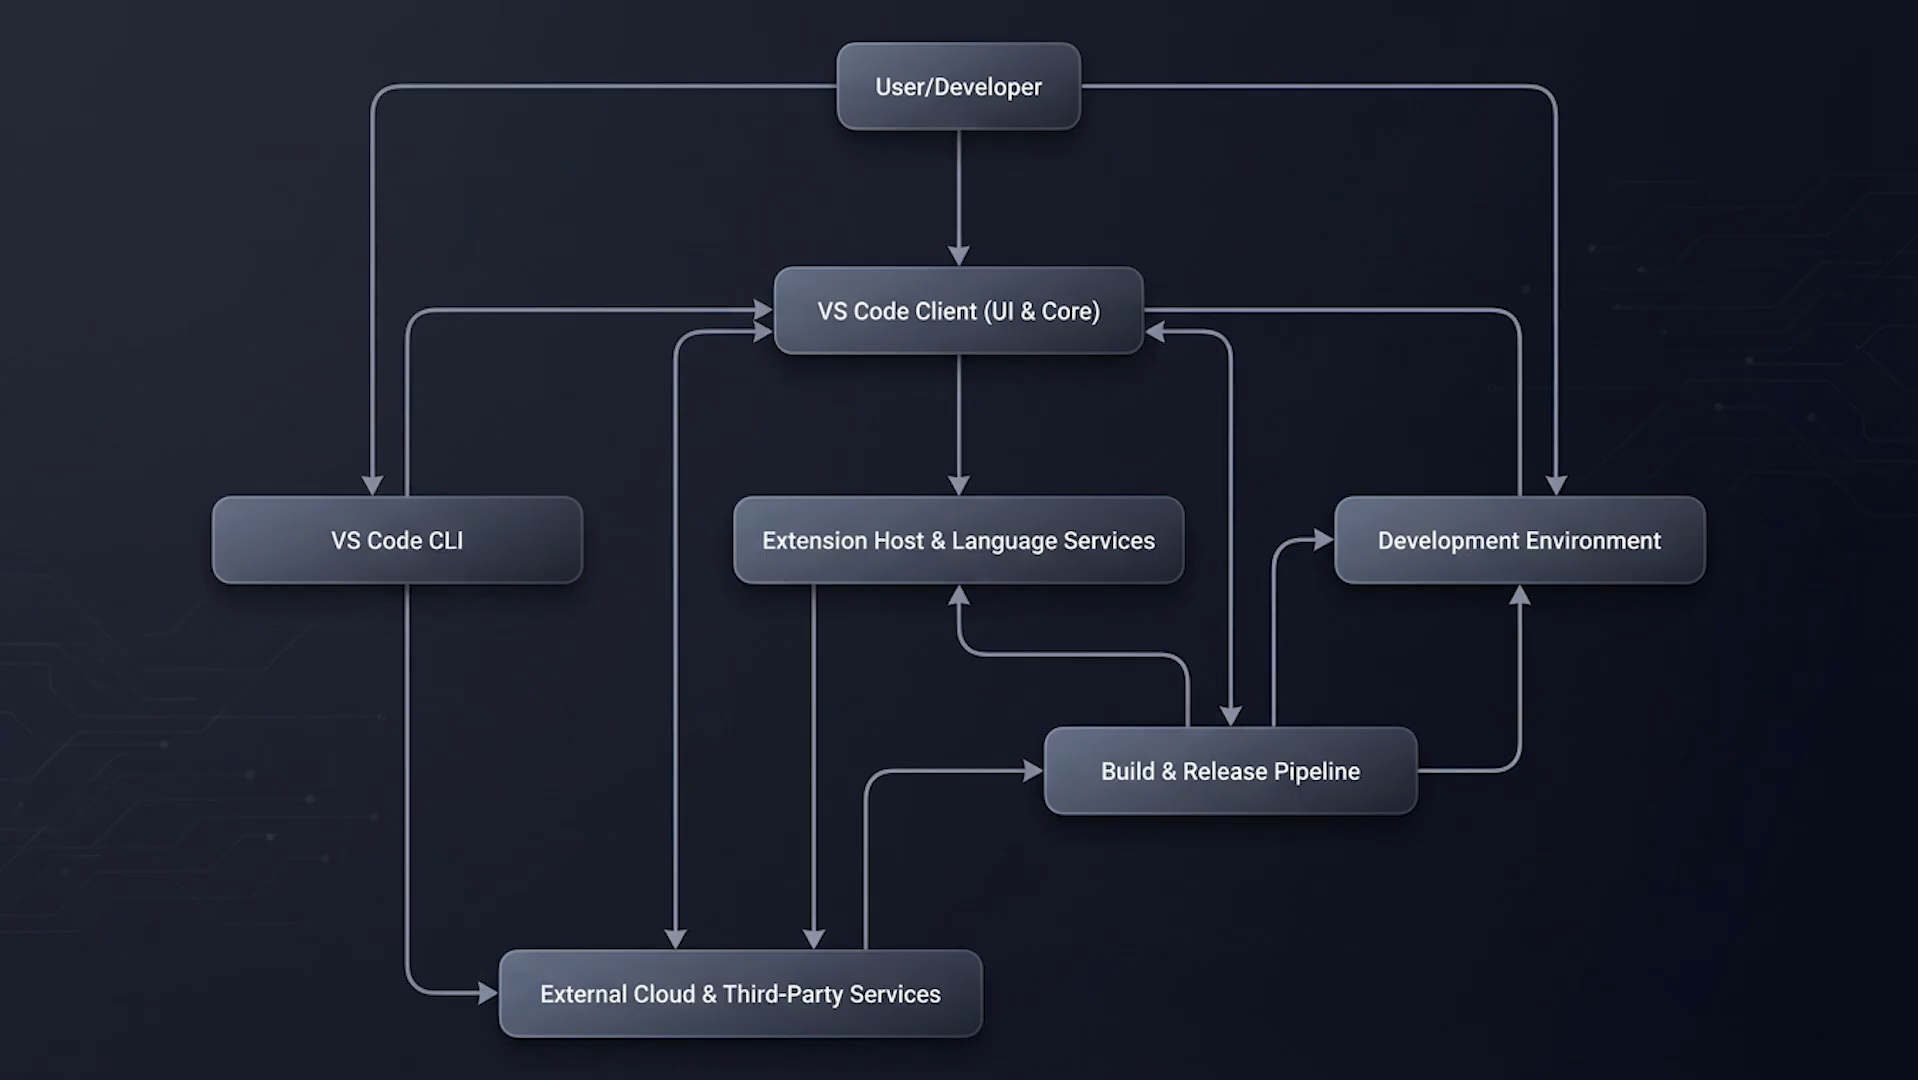 User/Developer
VS Code Client (UI & Core)
VS Code CLI
Extension Host & Language Services
Development Environment
Build & Release Pipeline
External Cloud & Third-Party Services